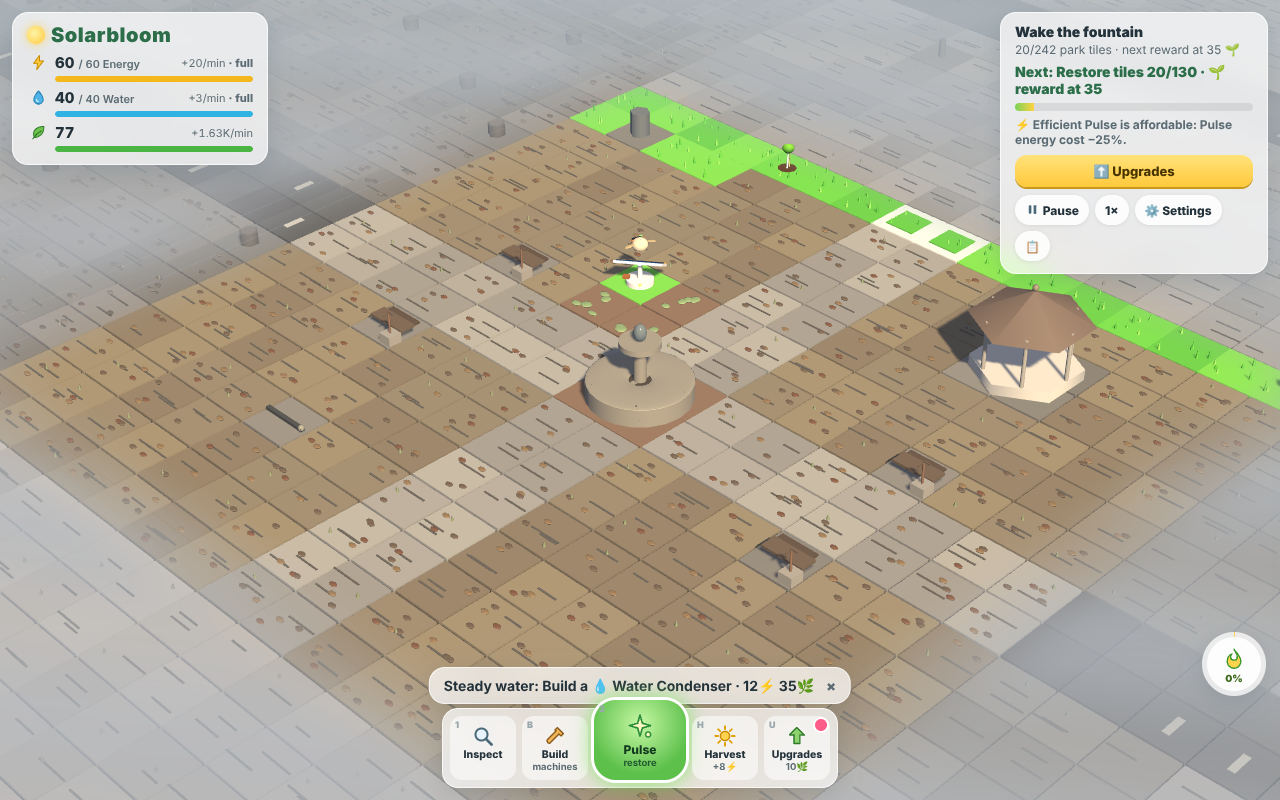 Solarbloom
60 / 60 Energy +20/min · full
40 / 40 Water +3/min · full
77 +1.63K/min
Wake the fountain
20/242 park tiles · next reward at 35 🌱
Next: Restore tiles 20/130 · 🌱
reward at 35
⚡ Efficient Pulse is affordable: Pulse
energy cost −25%.
⬆️ Upgrades
⏸ Pause
1×
⚙️ Settings
📋
0%
Steady water: Build a 💧 Water Condenser · 12⚡ 35🌿 ×
1
Inspect
B
Build
machines
Pulse
restore
H
Harvest
+8⚡
U
Upgrades
10🌿